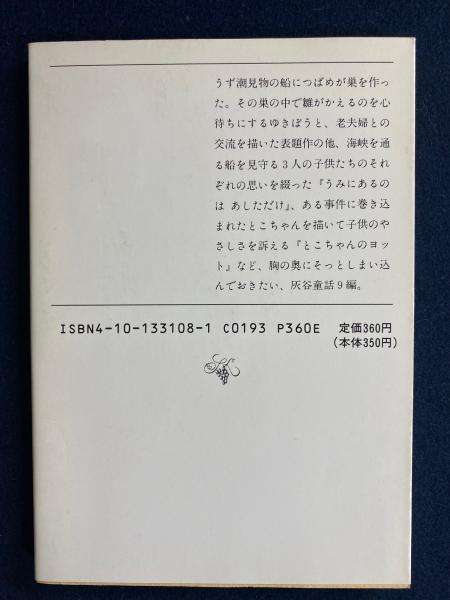 うず潮見物の船につばめが巣を作っ
た。その巣の中で雛がかえるのを心
待ちにするゆきぼうと、老夫婦との
交流を描いた表題作の他、海峡を通
る船を見守る3人の子供たちのそれ
ぞれの思いを綴った『うみにあるの
は あしただけ』、ある事件に巻き込
まれたとこちゃんを描いて子供のや
さしさを訴える『とこちゃんのヨッ
ト』など、胸の奥にそっとしまい込
んでおきたい、灰谷童話9編。
ISBN4-10-133108-1 C0193 P360E 定価360円
(本体350円)